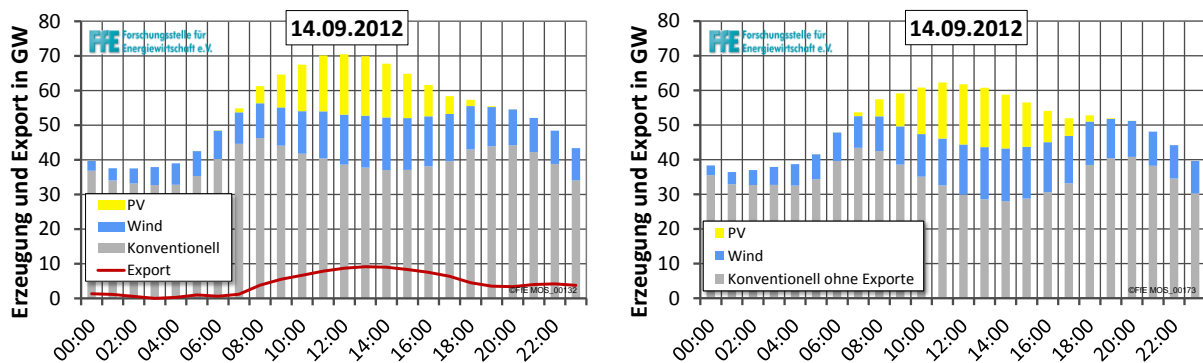 14.09.2012
FfE Forschungsstelle für
Energiewirtschaft e.V.
Erzeugung und Export in GW
80
70
60
50
40
30
20
10
0
PV
Wind
Konventionell
Export
©FfE MOS_00132
00:00
02:00
04:00
06:00
08:00
10:00
12:00
14:00
16:00
18:00
20:00
22:00
14.09.2012
FfE Forschungsstelle für
Energiewirtschaft e.V.
Erzeugung und Export in GW
80
70
60
50
40
30
20
10
0
PV
Wind
Konventionell ohne Exporte
©FfE MOS_00173
00:00
02:00
04:00
06:00
08:00
10:00
12:00
14:00
16:00
18:00
20:00
22:00